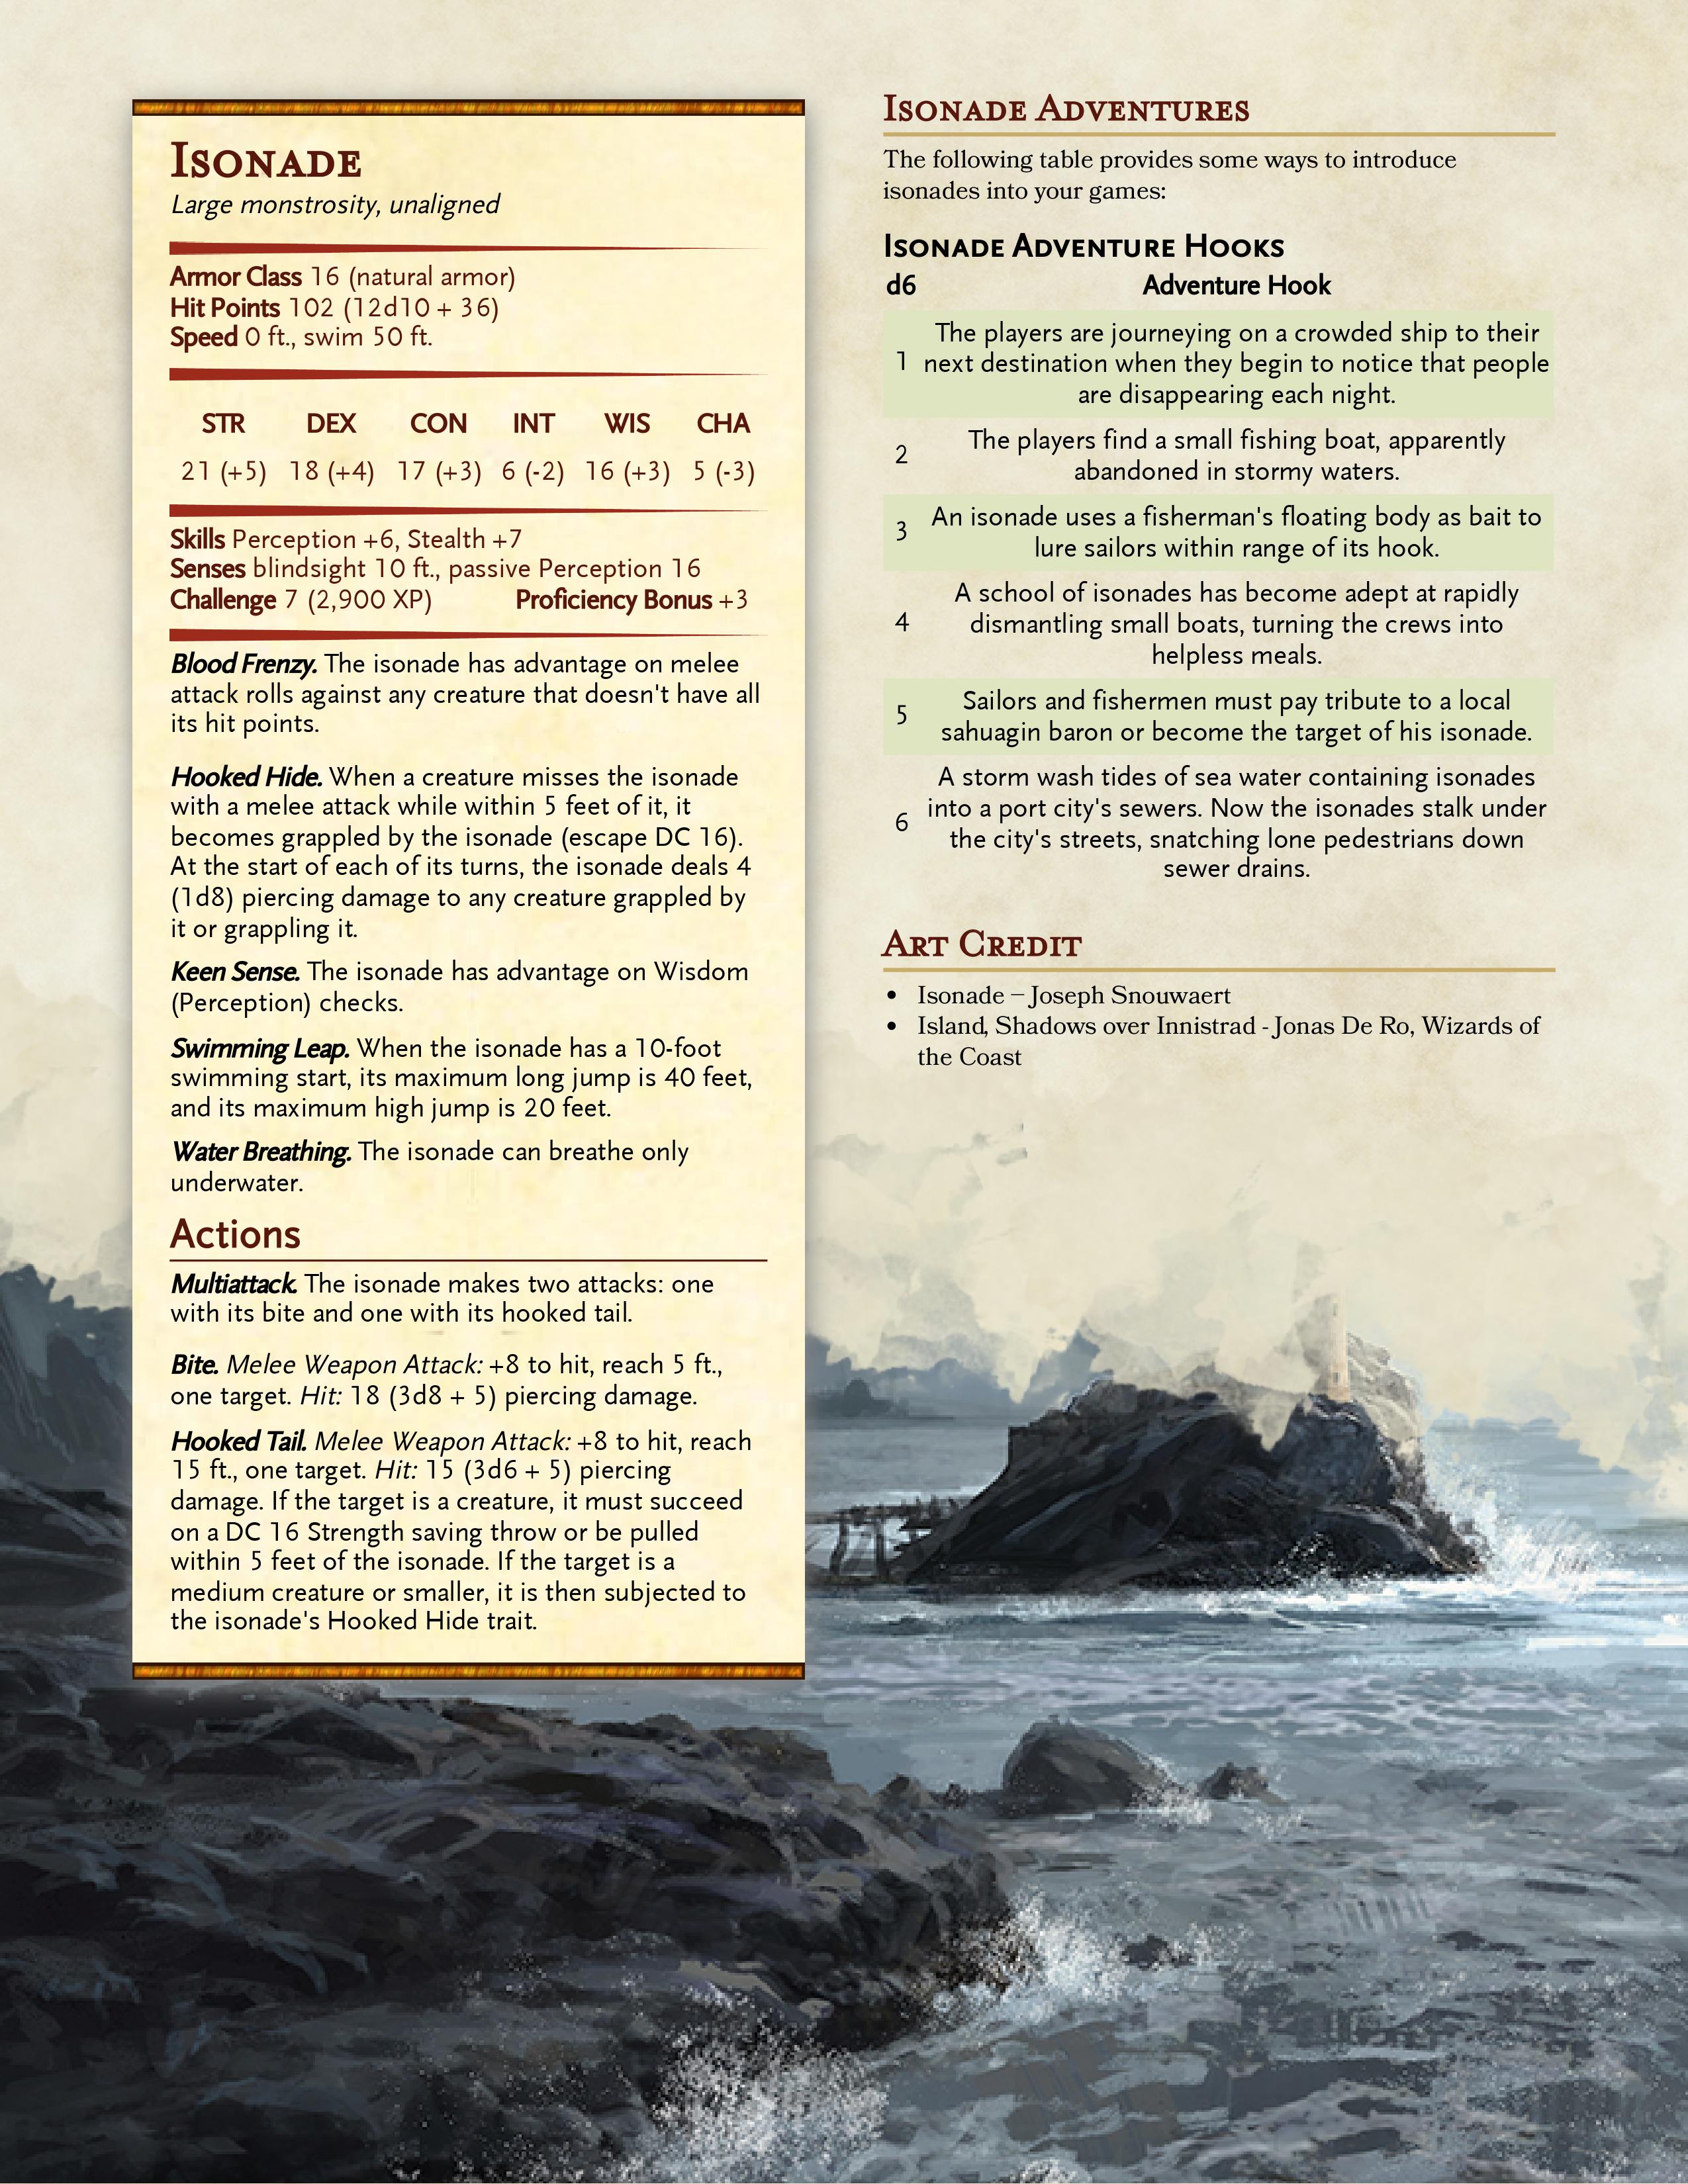 Isonade
Large monstrosity, unaligned
Armor Class 16 (natural armor)
Hit Points 102 (12d10 + 36)
Speed 0 ft., swim 50 ft.
STR DEX CON INT WIS CHA
21 (+5) 18 (+4) 17 (+3) 6 (-2) 16 (+3) 5 (-3)
Skills Perception +6, Stealth +7
Senses blindsight 10 ft., passive Perception 16
Challenge 7 (2,900 XP) Proficiency Bonus +3
Blood Frenzy. The isonade has advantage on melee
attack rolls against any creature that doesn't have all
its hit points.
Hooked Hide. When a creature misses the isonade
with a melee attack while within 5 feet of it, it
becomes grappled by the isonade (escape DC 16).
At the start of each of its turns, the isonade deals 4
(1d8) piercing damage to any creature grappled by
it or grappling it.
Keen Sense. The isonade has advantage on Wisdom
(Perception) checks.
Swimming Leap. When the isonade has a 10-foot
swimming start, its maximum long jump is 40 feet,
and its maximum high jump is 20 feet.
Water Breathing. The isonade can breathe only
underwater.
Actions
Multiattack. The isonade makes two attacks: one
with its bite and one with its hooked tail.
Bite. Melee Weapon Attack: +8 to hit, reach 5 ft.,
one target. Hit: 18 (3d8 + 5) piercing damage.
Hooked Tail. Melee Weapon Attack: +8 to hit, reach
15 ft., one target. Hit: 15 (3d6 + 5) piercing
damage. If the target is a creature, it must succeed
on a DC 16 Strength saving throw or be pulled
within 5 feet of the isonade. If the target is a
medium creature or smaller, it is then subjected to
the isonade's Hooked Hide trait.
Isonade Adventures
The following table provides some ways to introduce
isonades into your games:
Isonade Adventure Hooks
d6 Adventure Hook
The players are journeying on a crowded ship to their
1 next destination when they begin to notice that people
are disappearing each night.
2 The players find a small fishing boat, apparently
abandoned in stormy waters.
3 An isonade uses a fisherman's floating body as bait to
lure sailors within range of its hook.
A school of isonades has become adept at rapidly
4 dismantling small boats, turning the crews into
helpless meals.
5 Sailors and fishermen must pay tribute to a local
sahuagin baron or become the target of his isonade.
A storm wash tides of sea water containing isonades
into a port city's sewers. Now the isonades stalk under
6 the city's streets, snatching lone pedestrians down
sewer drains.
Art Credit
• Isonade – Joseph Snouwaert
• Island, Shadows over Innistrad - Jonas De Ro, Wizards of
the Coast